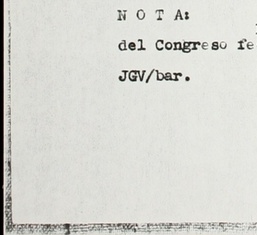 N O T A:
del Congreso fe
JGV/bar.